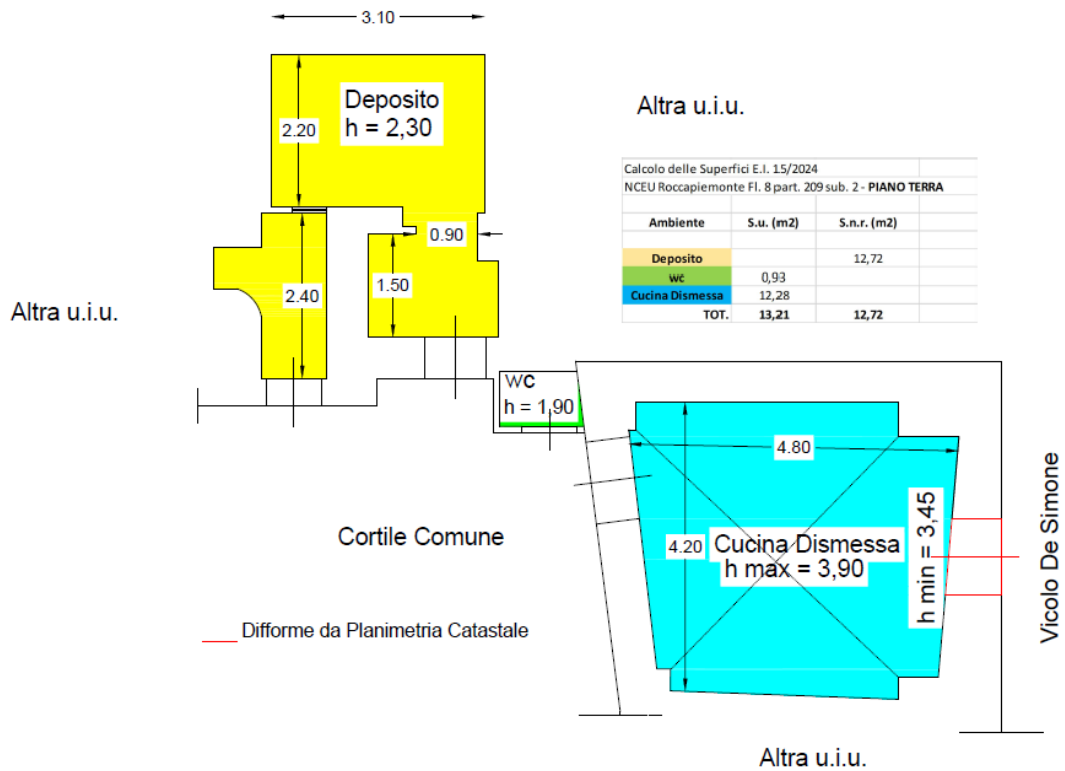 3.10
Deposito
h = 2,30
2.20
Altra u.i.u.
Calcolo delle Superfici E.I. 15/2024
NCEU Roccapiemonte Fl. 8 part. 209 sub. 2 - PIANO TERRA
Ambiente S.u. (m2) S.n.r. (m2)
Deposito 12,72
wc 0,93
Cucina Dismessa 12,28
TOT. 13,21 12,72
0.90
1.50
2.40
Altra u.i.u.
WC
h = 1,90
4.80
Cortile Comune
4.20
Cucina Dismessa
h max = 3,90
h min = 3,45
Vicolo De Simone
Difforme da Planimetria Catastale
Altra u.i.u.